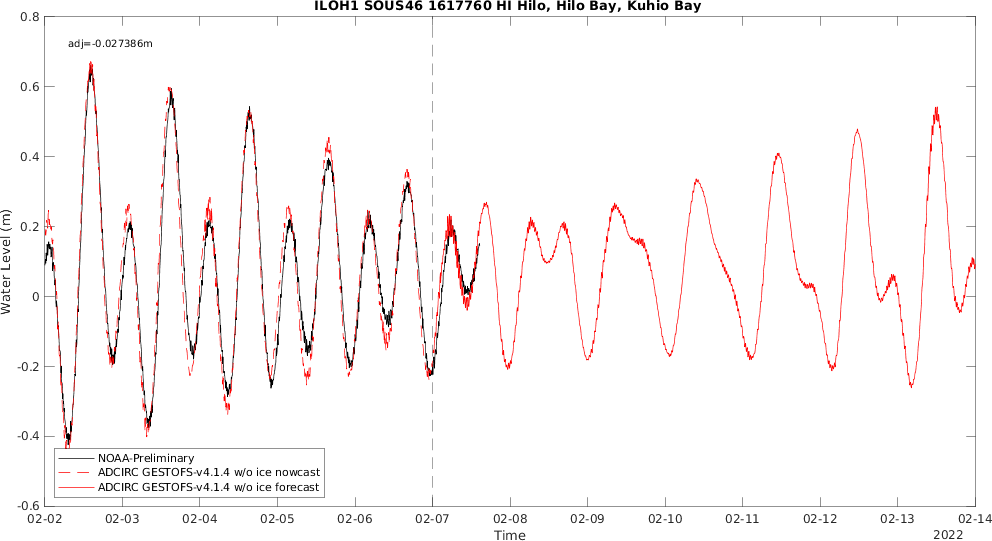 ILOH1 SOUS46 1617760 HI Hilo, Hilo Bay, Kuhio Bay
0.8
adj=-0.027386m
0.6
0.4
0.2
0
-0.2
-0.4
-0.6
Water Level (m)
NOAA-Preliminary
ADCIRC GESTOFS-v4.1.4 w/o ice nowcast
ADCIRC GESTOFS-v4.1.4 w/o ice forecast
02-02 02-03 02-04 02-05 02-06 02-07 02-08 02-09 02-10 02-11 02-12 02-13 02-14
Time
2022